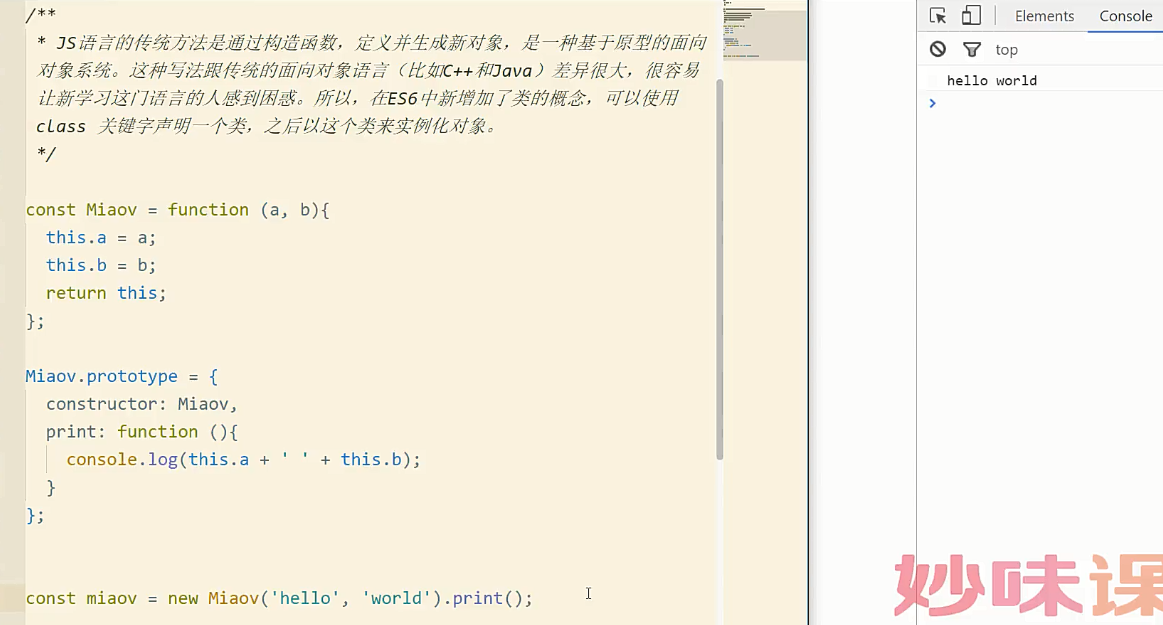 /**
* JS语言的传统方法是通过构造函数，定义并生成新对象，是一种基于原型的面向
对象系统。这种写法跟传统的面向对象语言（比如C++和Java）差异很大，很容易
让新学习这门语言的人感到困惑。所以，在ES6中新增加了类的概念，可以使用
class 关键字声明一个类，之后以这个类来实例化对象。
*/
const Miaov = function (a, b){
this.a = a;
this.b = b;
return this;
};
Miaov.prototype = {
constructor: Miaov,
print: function (){
console.log(this.a + ' ' + this.b);
}
};
const miaov = new Miaov('hello', 'world').print();
Elements Console
top
hello world
>
妙味课